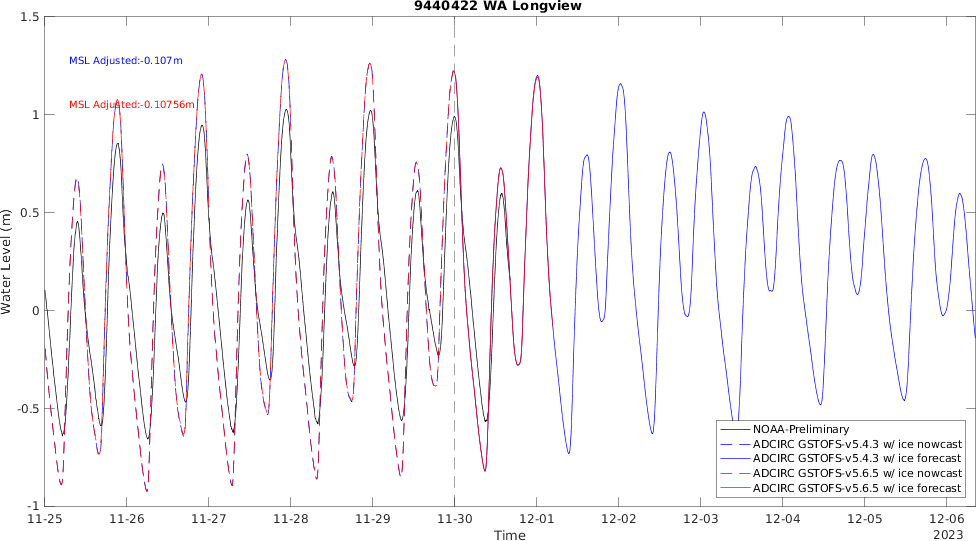 9440422 WA Longview
1.5
MSL Adjusted:-0.107m
MSL Adjusted:-0.10756m
1
0.5
Water Level (m)
0
-0.5
-1
NOAA-Preliminary
ADCIRC GSTOFS-v5.4.3 w/ ice nowcast
ADCIRC GSTOFS-v5.4.3 w/ ice forecast
ADCIRC GSTOFS-v5.6.5 w/ ice nowcast
ADCIRC GSTOFS-v5.6.5 w/ ice forecast
11-25 11-26 11-27 11-28 11-29 11-30 12-01 12-02 12-03 12-04 12-05 12-06
Time 2023